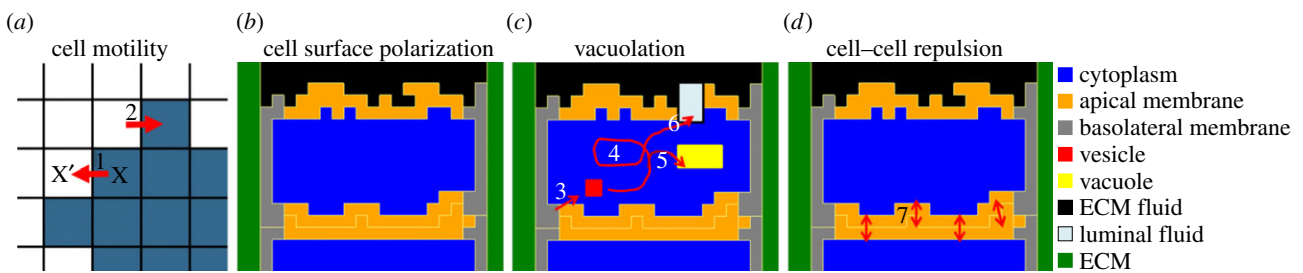 (a)
cell motility
2
1
X′
X
(b)
cell surface polarization
(c)
vacuolation
6
4
5
3
(d)
cell–cell repulsion
7
cytoplasm
apical membrane
basolateral membrane
vesicle
vacuole
ECM fluid
luminal fluid
ECM